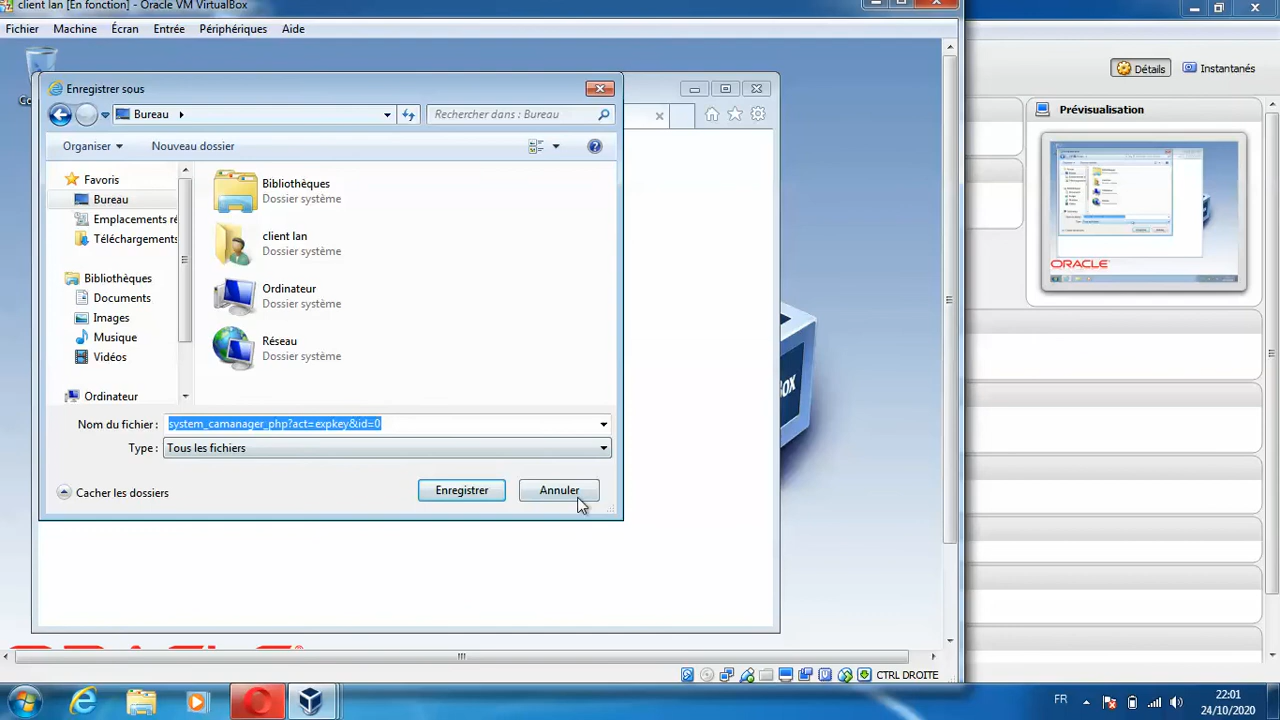 client lan [En fonction] - Oracle VM VirtualBox
Fichier Machine Écran Entrée Périphériques Aide
Détails Instantanés
Enregistrer sous
Prévisualisation
Bureau Rechercher dans : Bureau
Organiser Nouveau dossier
Favoris
Bureau
Emplacements ré
Téléchargements
Bibliothèques
Documents
Images
Musique
Vidéos
Ordinateur
Bibliothèques
Dossier système
client lan
Dossier système
Ordinateur
Dossier système
Réseau
Dossier système
ORACLE
Nom du fichier : system_camanager_php?act=expkey&id=0
Type : Tous les fichiers
Cacher les dossiers Enregistrer Annuler
CTRL DROITE
FR 22:01
24/10/2020